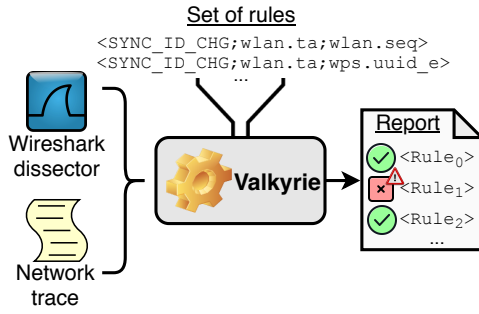 Set of rules
<SYNC_ID_CHG;wlan.ta;wlan.seq>
<SYNC_ID_CHG;wlan.ta;wps.uuid_e>
...
Wireshark
dissector
Network
trace
Valkyrie
Report
<Rule₀>
<Rule₁>
<Rule₂>
...